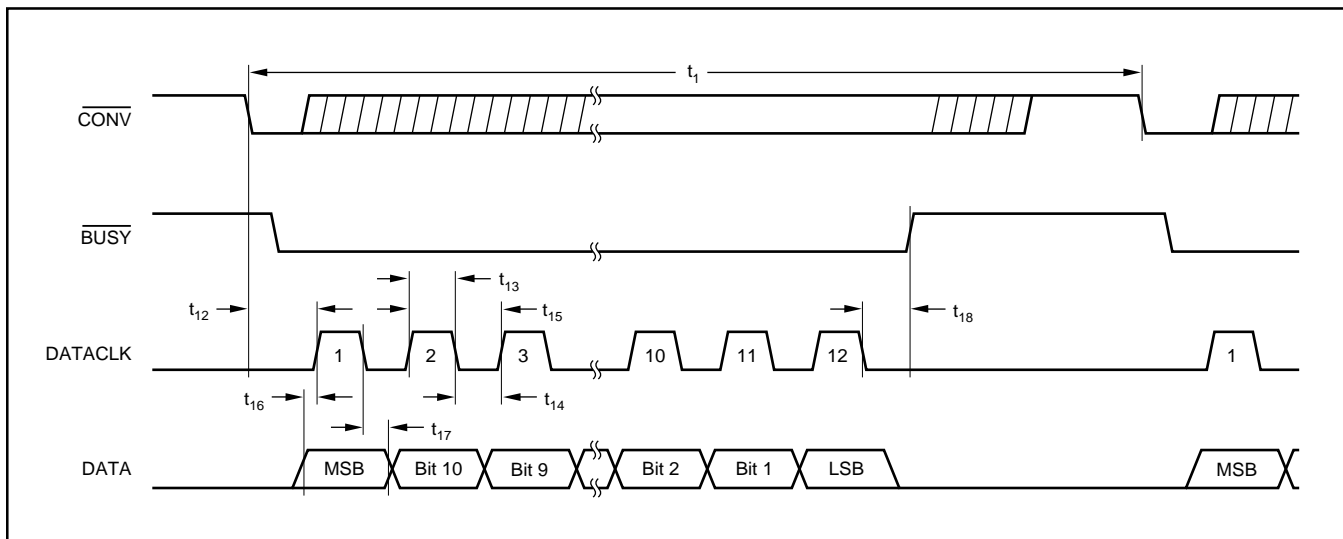 t1
CONV
BUSY
t13
t12
t15
t18
DATACLK
1
2
3
10
11
12
1
t16
t14
t17
DATA
MSB
Bit 10
Bit 9
Bit 2
Bit 1
LSB
MSB